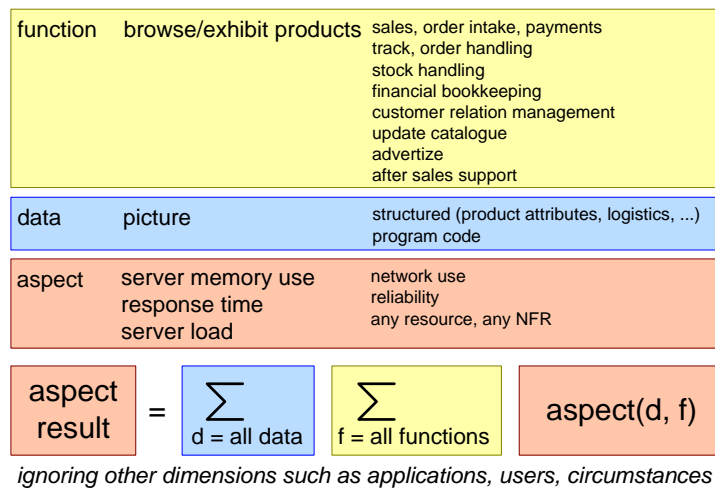 function browse/exhibit products sales, order intake, payments
track, order handling
stock handling
financial bookkeeping
customer relation management
update catalogue
advertize
after sales support
data picture structured (product attributes, logistics, ...)
program code
aspect server memory use network use
response time reliability
server load any resource, any NFR
aspect result = ∑ d = all data ∑ f = all functions aspect(d, f)
ignoring other dimensions such as applications, users, circumstances